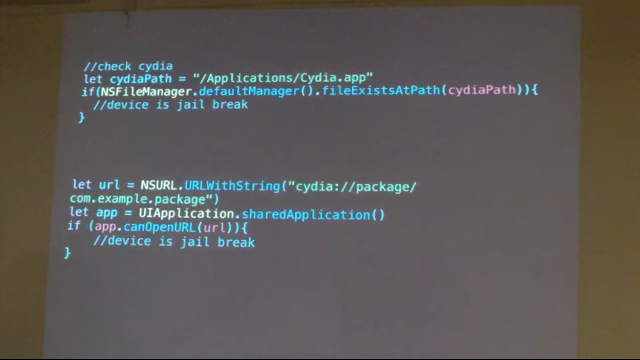 //check cydia
let cydiaPath = "/Applications/Cydia.app"
if(NSFileManager.defaultManager().fileExistsAtPath(cydiaPath)){
//device is jail break
}
let url = NSURL.URLWithString("cydia://package/
com.example.package")
let app = UIApplication.sharedApplication()
if (app.canOpenURL(url)){
//device is jail break
}